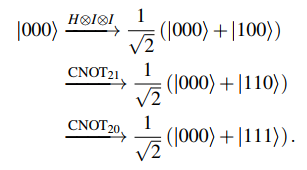 |000⟩ —H⊗I⊗I→ 1/√2 (|000⟩+|100⟩)
—CNOT₂₁→ 1/√2 (|000⟩+|110⟩)
—CNOT₂₀→ 1/√2 (|000⟩+|111⟩).